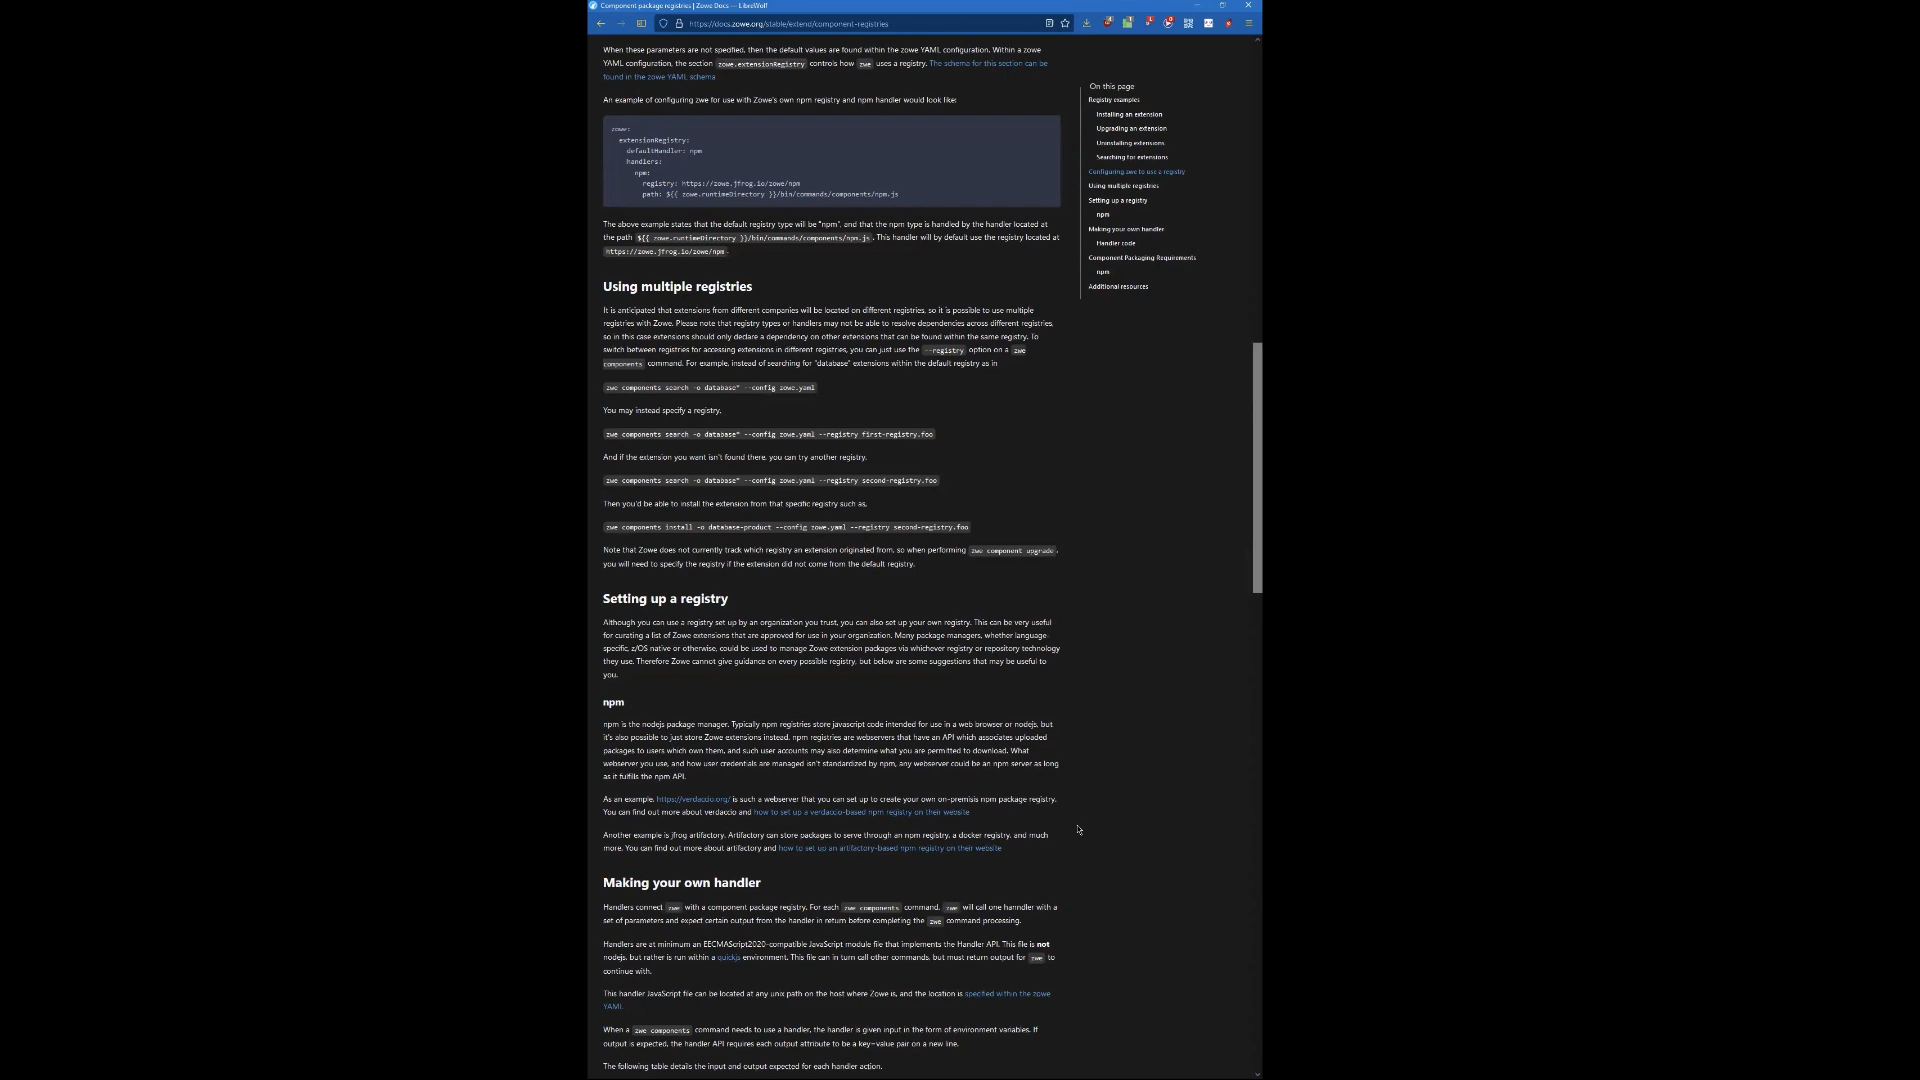 Component package registries | Zowe Docs — LibreWolf
https://docs.zowe.org/stable/extend/component-registries
When these parameters are not specified, then the default values are found within the zowe YAML configuration. Within a zowe
YAML configuration, the section zowe.extensionRegistry controls how zwe uses a registry. The schema for this section can be
found in the zowe YAML schema.
An example of configuring zwe for use with Zowe's own npm registry and npm handler would look like:
zowe:
extensionRegistry:
defaultHandler: npm
handlers:
npm:
registry: https://zowe.jfrog.io/zowe/npm
path: ${{ zowe.runtimeDirectory }}/bin/commands/components/npm.js
The above example states that the default registry type will be "npm", and that the npm type is handled by the handler located at
the path ${{ zowe.runtimeDirectory }}/bin/commands/components/npm.js. This handler will by default use the registry located at
https://zowe.jfrog.io/zowe/npm.
Using multiple registries
It is anticipated that extensions from different companies will be located on different registries, so it is possible to use multiple
registries with Zowe. Please note that registry types or handlers may not be able to resolve dependencies across different registries,
so in this case extensions should only declare a dependency on other extensions that can be found within the same registry. To
switch between registries for accessing extensions in different registries, you can just use the --registry option on a zwe
components command. For example, instead of searching for "database" extensions within the default registry as in
zwe components search -o database* --config zowe.yaml
You may instead specify a registry,
zwe components search -o database* --config zowe.yaml --registry first-registry.foo
And if the extension you want isn't found there, you can try another registry,
zwe components search -o database* --config zowe.yaml --registry second-registry.foo
Then you'd be able to install the extension from that specific registry such as,
zwe components install -o database-product --config zowe.yaml --registry second-registry.foo
Note that Zowe does not currently track which registry an extension originated from, so when performing zwe component upgrade,
you will need to specify the registry if the extension did not come from the default registry.
Setting up a registry
Although you can use a registry set up by an organization you trust, you can also set up your own registry. This can be very useful
for curating a list of Zowe extensions that are approved for use in your organization. Many package managers, whether language-
specific, z/OS native or otherwise, could be used to manage Zowe extension packages via whichever registry or repository technology
they use. Therefore Zowe cannot give guidance on every possible registry, but below are some suggestions that may be useful to
you.
npm
npm is the nodejs package manager. Typically npm registries store javascript code intended for use in a web browser or nodejs, but
it's also possible to just store Zowe extensions instead. npm registries are webservers that have an API which associates uploaded
packages to users which own them, and such user accounts may also determine what you are permitted to download. What
webserver you use, and how user credentials are managed isn't standardized by npm, any webserver could be an npm server as long
as it fulfills the npm API.
As an example, https://verdaccio.org/ is such a webserver that you can set up to create your own on-premisis npm package registry.
You can find out more about verdaccio and how to set up a verdaccio-based npm registry on their website
Another example is jfrog artifactory. Artifactory can store packages to serve through an npm registry, a docker registry, and much
more. You can find out more about artifactory and how to set up an artifactory-based npm registry on their website
Making your own handler
Handlers connect zwe with a component package registry. For each zwe components command, zwe will call one hanndler with a
set of parameters and expect certain output from the handler in return before completing the zwe command processing.
Handlers are at minimum an EECMAScript2020-compatible JavaScript module file that implements the Handler API. This file is not
nodejs, but rather is run within a quickjs environment. This file can in turn call other commands, but must return output for zwe to
continue with.
This handler JavaScript file can be located at any unix path on the host where Zowe is, and the location is specified within the zowe
YAML
When a zwe components command needs to use a handler, the handler is given input in the form of environment variables. If
output is expected, the handler API requires each output attribute to be a key=value pair on a new line.
The following table details the input and output expected for each handler action.
On this page
Registry examples
Installing an extension
Upgrading an extension
Uninstalling extensions
Searching for extensions
Configuring zwe to use a registry
Using multiple registries
Setting up a registry
npm
Making your own handler
Handler code
Component Packaging Requirements
npm
Additional resources